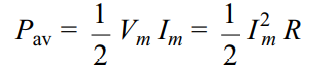 P_av = 1/2 V_m I_m = 1/2 I_m^2 R